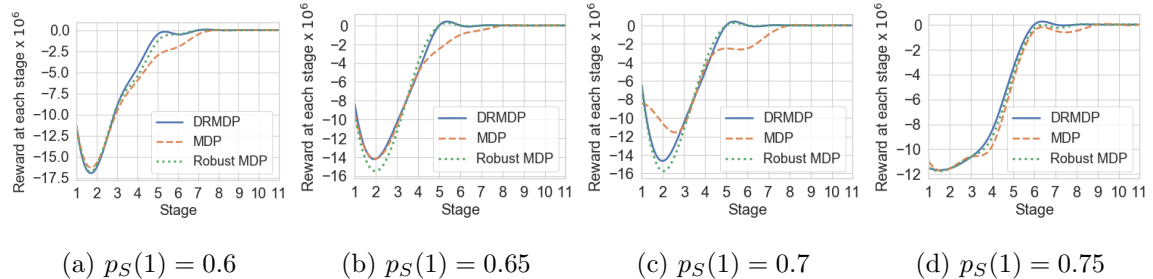 Reward at each stage x 10^6
0.0
−2.5
−5.0
−7.5
−10.0
−12.5
−15.0
−17.5
DRMDP
MDP
Robust MDP
1 2 3 4 5 6 7 8 9 10 11
Stage
(a) p_S(1) = 0.6
Reward at each stage x 10^6
0
−2
−4
−6
−8
−10
−12
−14
−16
DRMDP
MDP
Robust MDP
1 2 3 4 5 6 7 8 9 10 11
Stage
(b) p_S(1) = 0.65
Reward at each stage x 10^6
0
−2
−4
−6
−8
−10
−12
−14
−16
DRMDP
MDP
Robust MDP
1 2 3 4 5 6 7 8 9 10 11
Stage
(c) p_S(1) = 0.7
Reward at each stage x 10^6
0
−2
−4
−6
−8
−10
−12
DRMDP
MDP
Robust MDP
1 2 3 4 5 6 7 8 9 10 11
Stage
(d) p_S(1) = 0.75